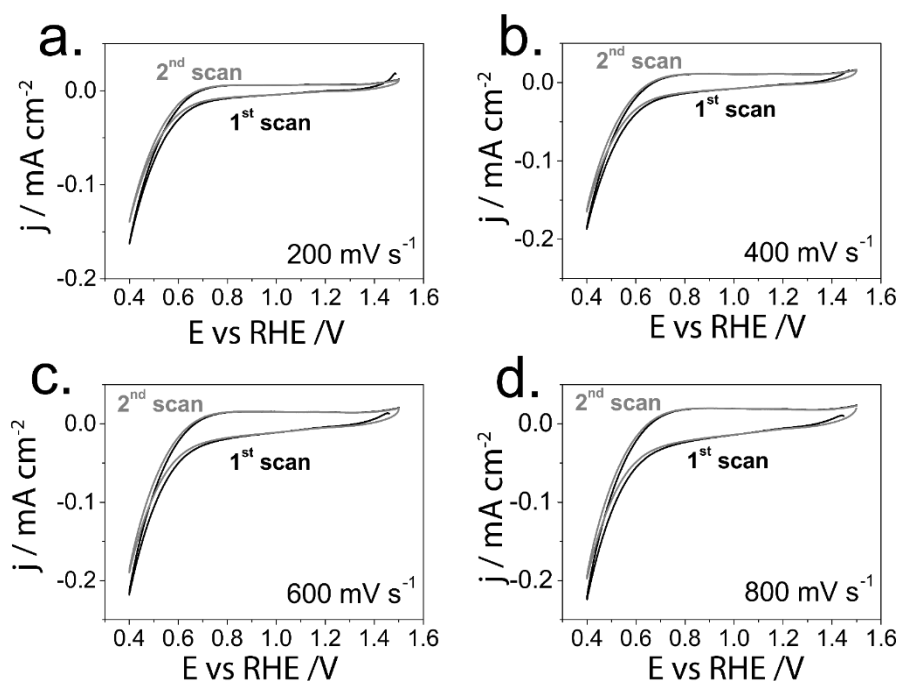 a.
2nd scan
1st scan
200 mV s-1
0.0
-0.1
-0.2
j / mA cm-2
0.4 0.6 0.8 1.0 1.2 1.4 1.6
E vs RHE /V
b.
2nd scan
1st scan
400 mV s-1
0.0
-0.1
-0.2
j / mA cm-2
0.4 0.6 0.8 1.0 1.2 1.4 1.6
E vs RHE /V
c.
2nd scan
1st scan
600 mV s-1
0.0
-0.1
-0.2
j / mA cm-2
0.4 0.6 0.8 1.0 1.2 1.4 1.6
E vs RHE /V
d.
2nd scan
1st scan
800 mV s-1
0.0
-0.1
-0.2
j / mA cm-2
0.4 0.6 0.8 1.0 1.2 1.4 1.6
E vs RHE /V